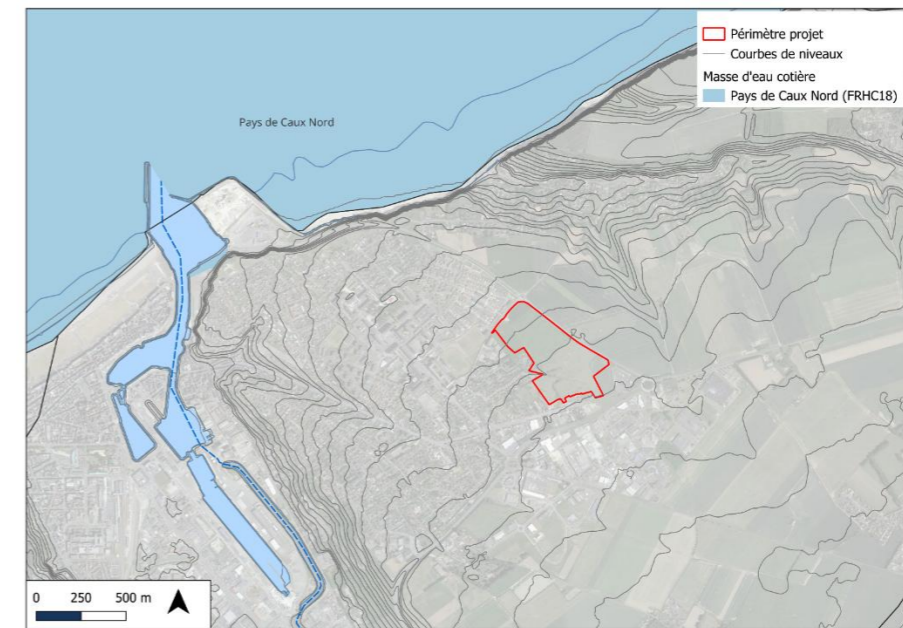 Périmètre projet
Courbes de niveaux
Masse d'eau cotière
Pays de Caux Nord (FRHC18)
Pays de Caux Nord
0 250 500 m